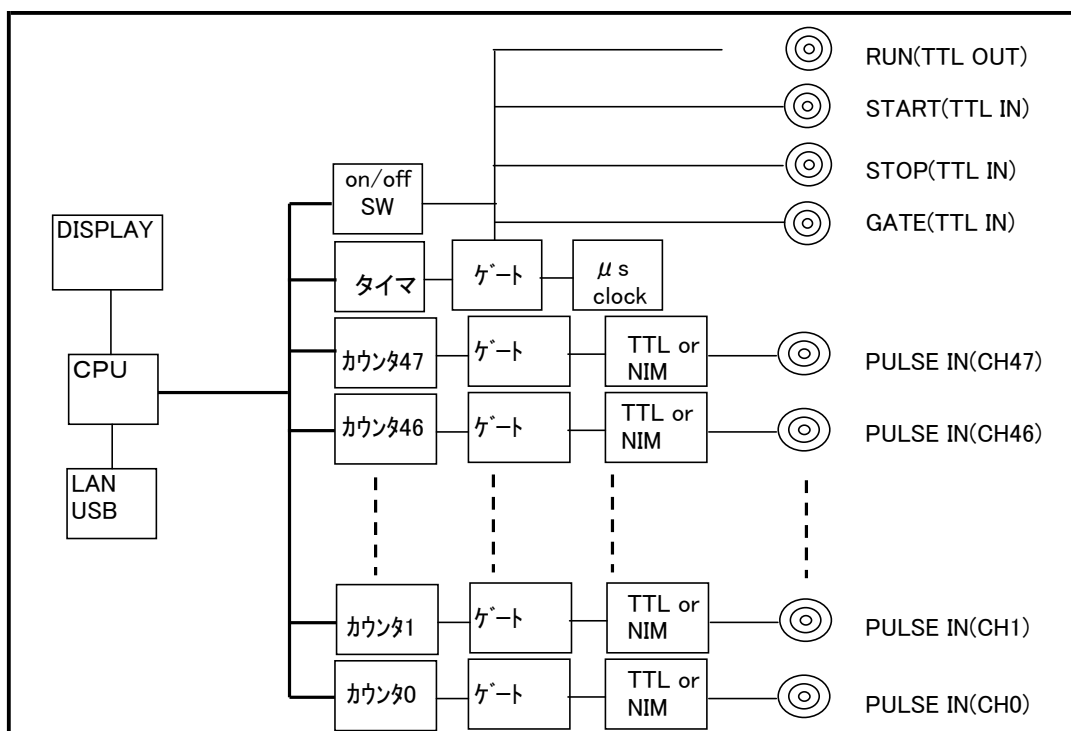 RUN(TTL OUT)
START(TTL IN)
STOP(TTL IN)
GATE(TTL IN)
on/off
SW
DISPLAY
タイマ
ｹﾞｰﾄ
μs
clock
CPU
ｶｳﾝﾀ47
ｹﾞｰﾄ
TTL or
NIM
PULSE IN(CH47)
ｶｳﾝﾀ46
ｹﾞｰﾄ
TTL or
NIM
PULSE IN(CH46)
LAN
USB
ｶｳﾝﾀ1
ｹﾞｰﾄ
TTL or
NIM
PULSE IN(CH1)
ｶｳﾝﾀ0
ｹﾞｰﾄ
TTL or
NIM
PULSE IN(CH0)